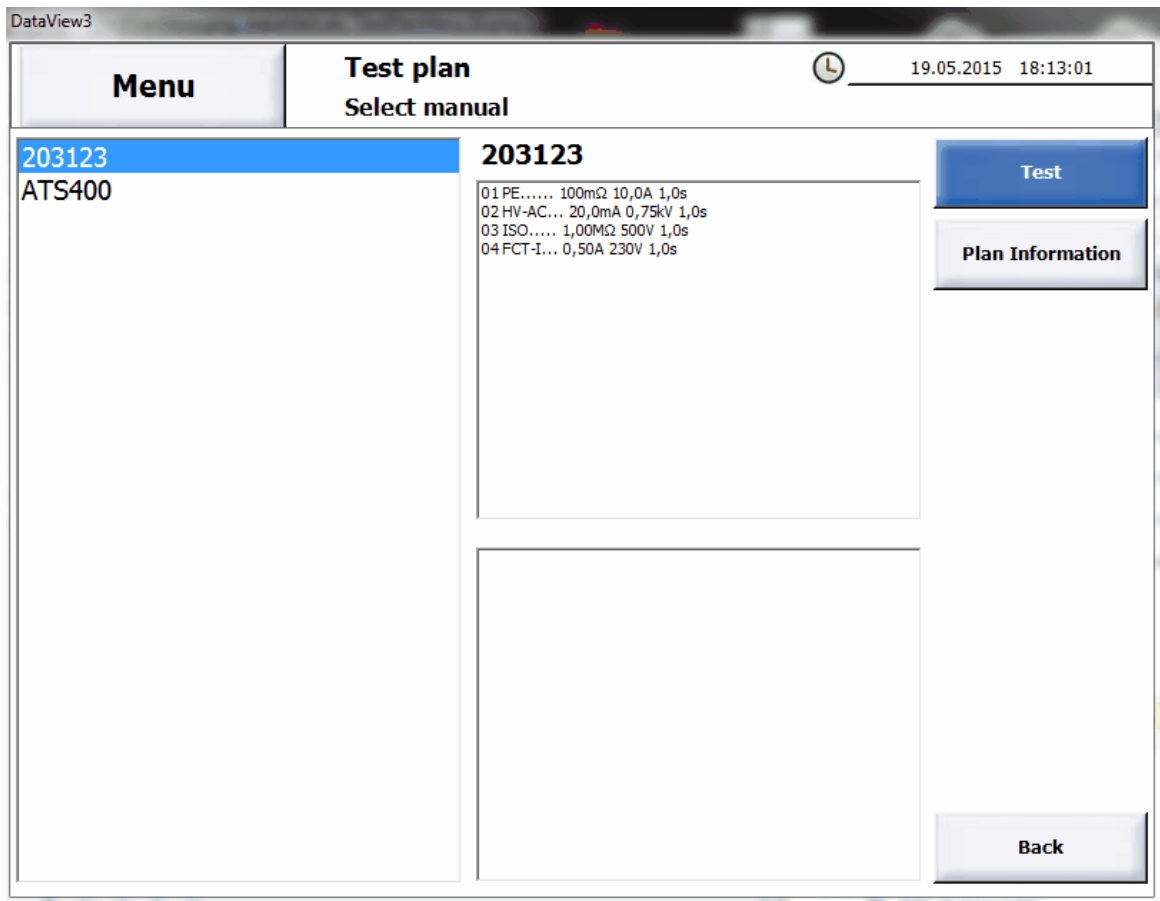 DataView3
Menu
Test plan
Select manual
19.05.2015 18:13:01
203123
ATS400
203123
01 PE...... 100mΩ 10,0A 1,0s
02 HV-AC... 20,0mA 0,75kV 1,0s
03 ISO..... 1,00MΩ 500V 1,0s
04 FCT-I... 0,50A 230V 1,0s
Test
Plan Information
Back